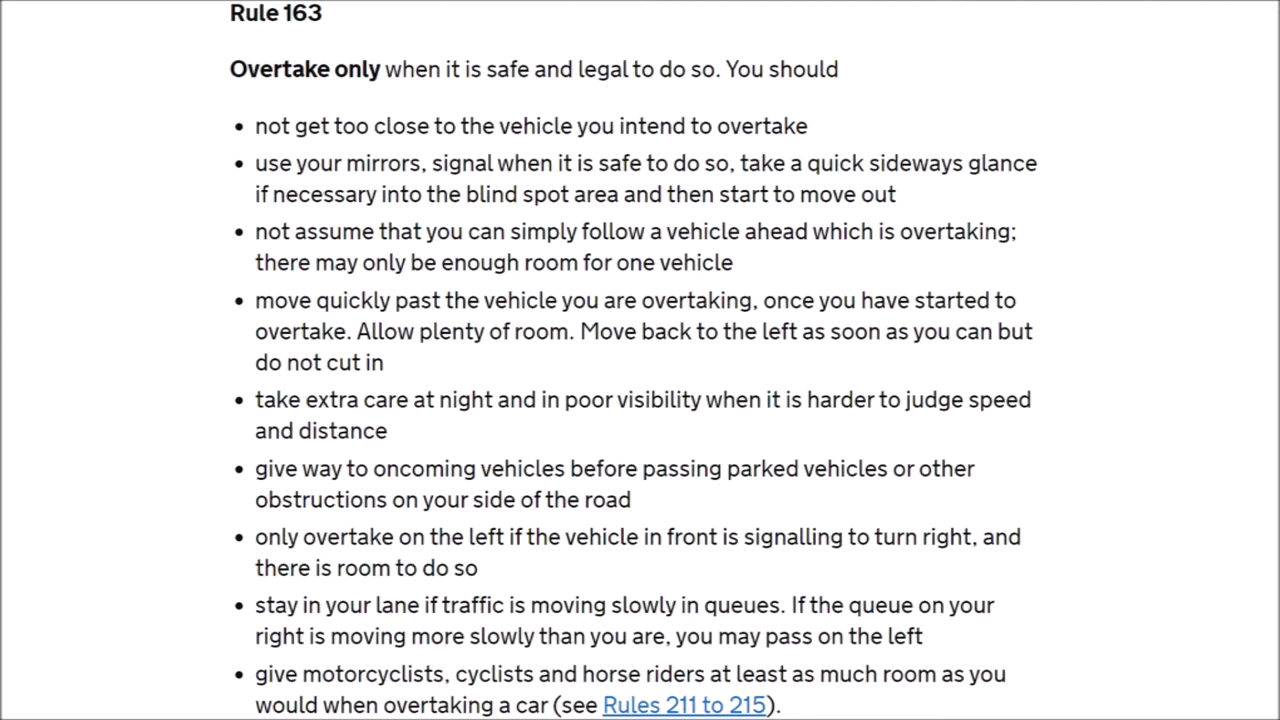 Rule 163
Overtake only when it is safe and legal to do so. You should
• not get too close to the vehicle you intend to overtake
• use your mirrors, signal when it is safe to do so, take a quick sideways glance
if necessary into the blind spot area and then start to move out
• not assume that you can simply follow a vehicle ahead which is overtaking;
there may only be enough room for one vehicle
• move quickly past the vehicle you are overtaking, once you have started to
overtake. Allow plenty of room. Move back to the left as soon as you can but
do not cut in
• take extra care at night and in poor visibility when it is harder to judge speed
and distance
• give way to oncoming vehicles before passing parked vehicles or other
obstructions on your side of the road
• only overtake on the left if the vehicle in front is signalling to turn right, and
there is room to do so
• stay in your lane if traffic is moving slowly in queues. If the queue on your
right is moving more slowly than you are, you may pass on the left
• give motorcyclists, cyclists and horse riders at least as much room as you
would when overtaking a car (see Rules 211 to 215).